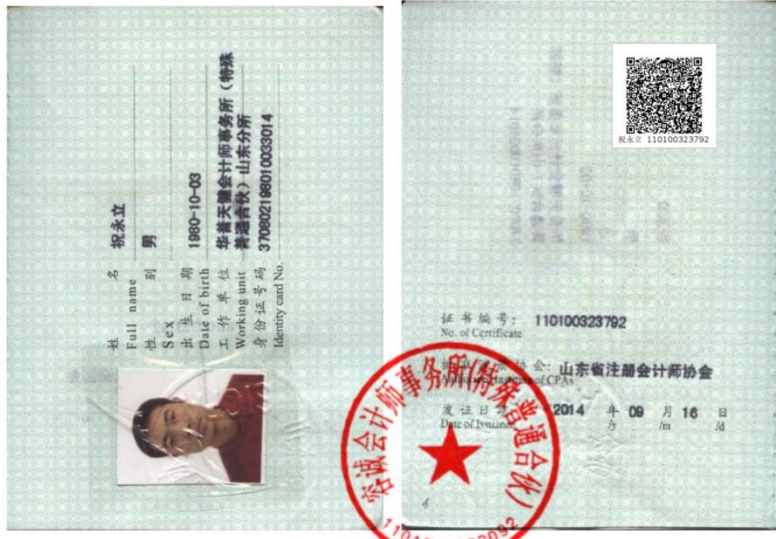 姓名 祝永立
Full name
性别 男
Sex
出生日期 1980-10-03
Date of birth
工作单位 华普天健会计师事务所（特殊
Working unit 普通合伙）山东分所
身份证号码 370802198010033014
Identity card No.
祝永立 110100323792
证书编号： 110100323792
No. of Certificate
协会：山东省注册会计师协会
of CPAs
发证日 2014 年 09 月 16 日
Date of Issuance /y /m /d
容诚会计师事务所(特殊普通合伙)
6